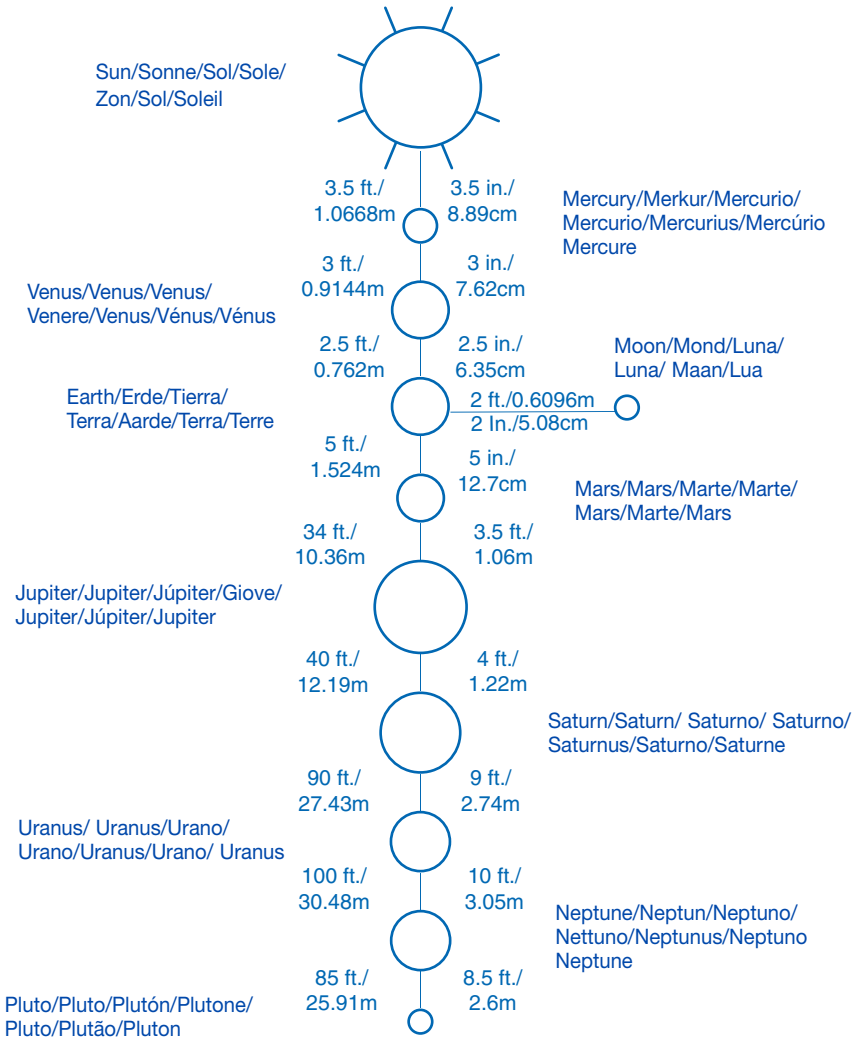 Sun/Sonne/Sol/Sole/
Zon/Sol/Soleil
3.5 ft./
1.0668m
3.5 in./
8.89cm
Mercury/Merkur/Mercurio/
Mercurio/Mercurius/Mercúrio
Mercure
3 ft./
0.9144m
3 in./
7.62cm
Venus/Venus/Venus/
Venere/Venus/Vénus/Vénus
2.5 ft./
0.762m
2.5 in./
6.35cm
Moon/Mond/Luna/
Luna/ Maan/Lua
Earth/Erde/Tierra/
Terra/Aarde/Terra/Terre
2 ft./0.6096m
2 In./5.08cm
5 ft./
1.524m
5 in./
12.7cm
Mars/Mars/Marte/Marte/
Mars/Marte/Mars
34 ft./
10.36m
3.5 ft./
1.06m
Jupiter/Jupiter/Júpiter/Giove/
Jupiter/Júpiter/Jupiter
40 ft./
12.19m
4 ft./
1.22m
Saturn/Saturn/ Saturno/ Saturno/
Saturnus/Saturno/Saturne
90 ft./
27.43m
9 ft./
2.74m
Uranus/ Uranus/Urano/
Urano/Uranus/Urano/ Uranus
100 ft./
30.48m
10 ft./
3.05m
Neptune/Neptun/Neptuno/
Nettuno/Neptunus/Neptuno
Neptune
85 ft./
25.91m
8.5 ft./
2.6m
Pluto/Pluto/Plutón/Plutone/
Pluto/Plutão/Pluton